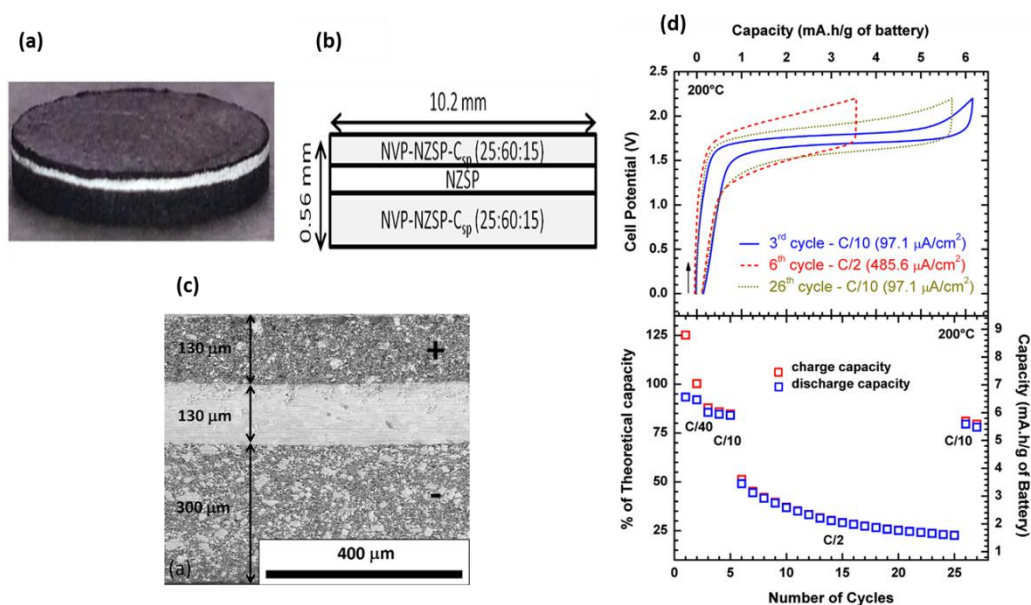 (a)
(b)
10.2 mm
0.56 mm
NVP-NZSP-Csp (25:60:15)
NZSP
NVP-NZSP-Csp (25:60:15)
(c)
130 µm
+
130 µm
300 µm
-
(a)
400 µm
(d)
Capacity (mA.h/g of battery)
0 1 2 3 4 5 6
200°C
Cell Potential (V)
2.5
2.0
1.5
1.0
0.5
0.0
3rd cycle - C/10 (97.1 µA/cm2)
6th cycle - C/2 (485.6 µA/cm2)
26th cycle - C/10 (97.1 µA/cm2)
200°C
% of Theoretical capacity
125
100
75
50
25
charge capacity
discharge capacity
C/40
C/10
C/2
C/10
9
8
7
6
5
4
3
2
1
Capacity (mA.h/g of Battery)
0 5 10 15 20 25
Number of Cycles